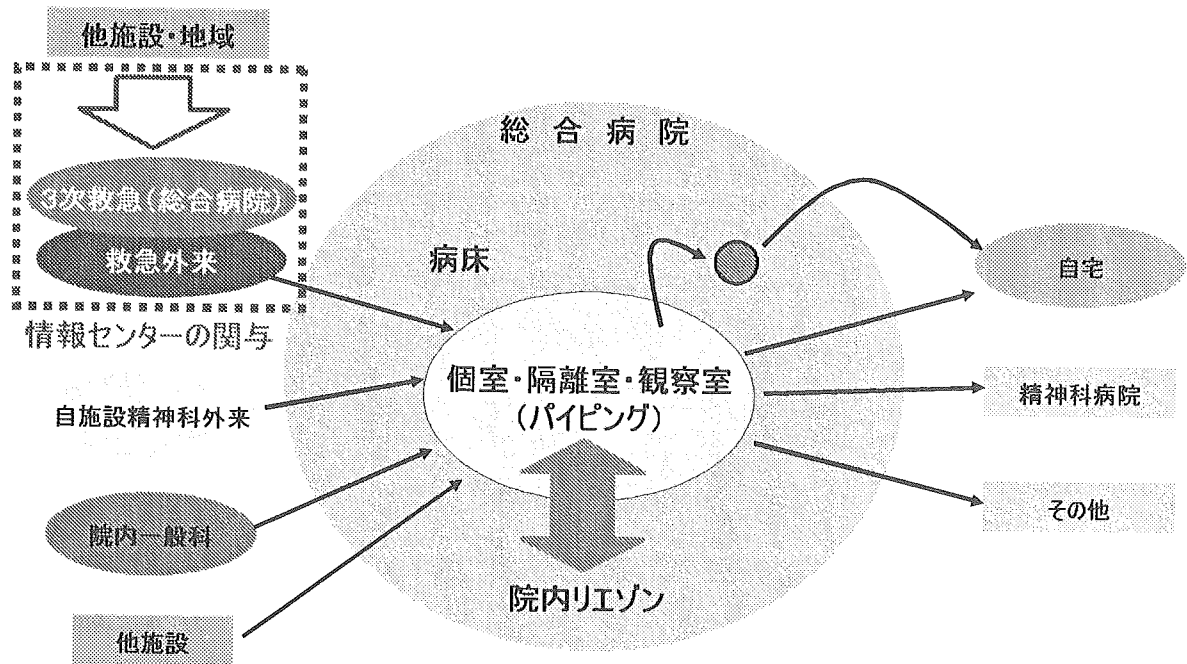 他施設・地域
3次救急(総合病院)
救急外来
情報センターの関与
自施設精神科外来
院内一般科
他施設
総合病院
病床
個室・隔離室・観察室
(パイピング)
院内リエゾン
自宅
精神科病院
その他